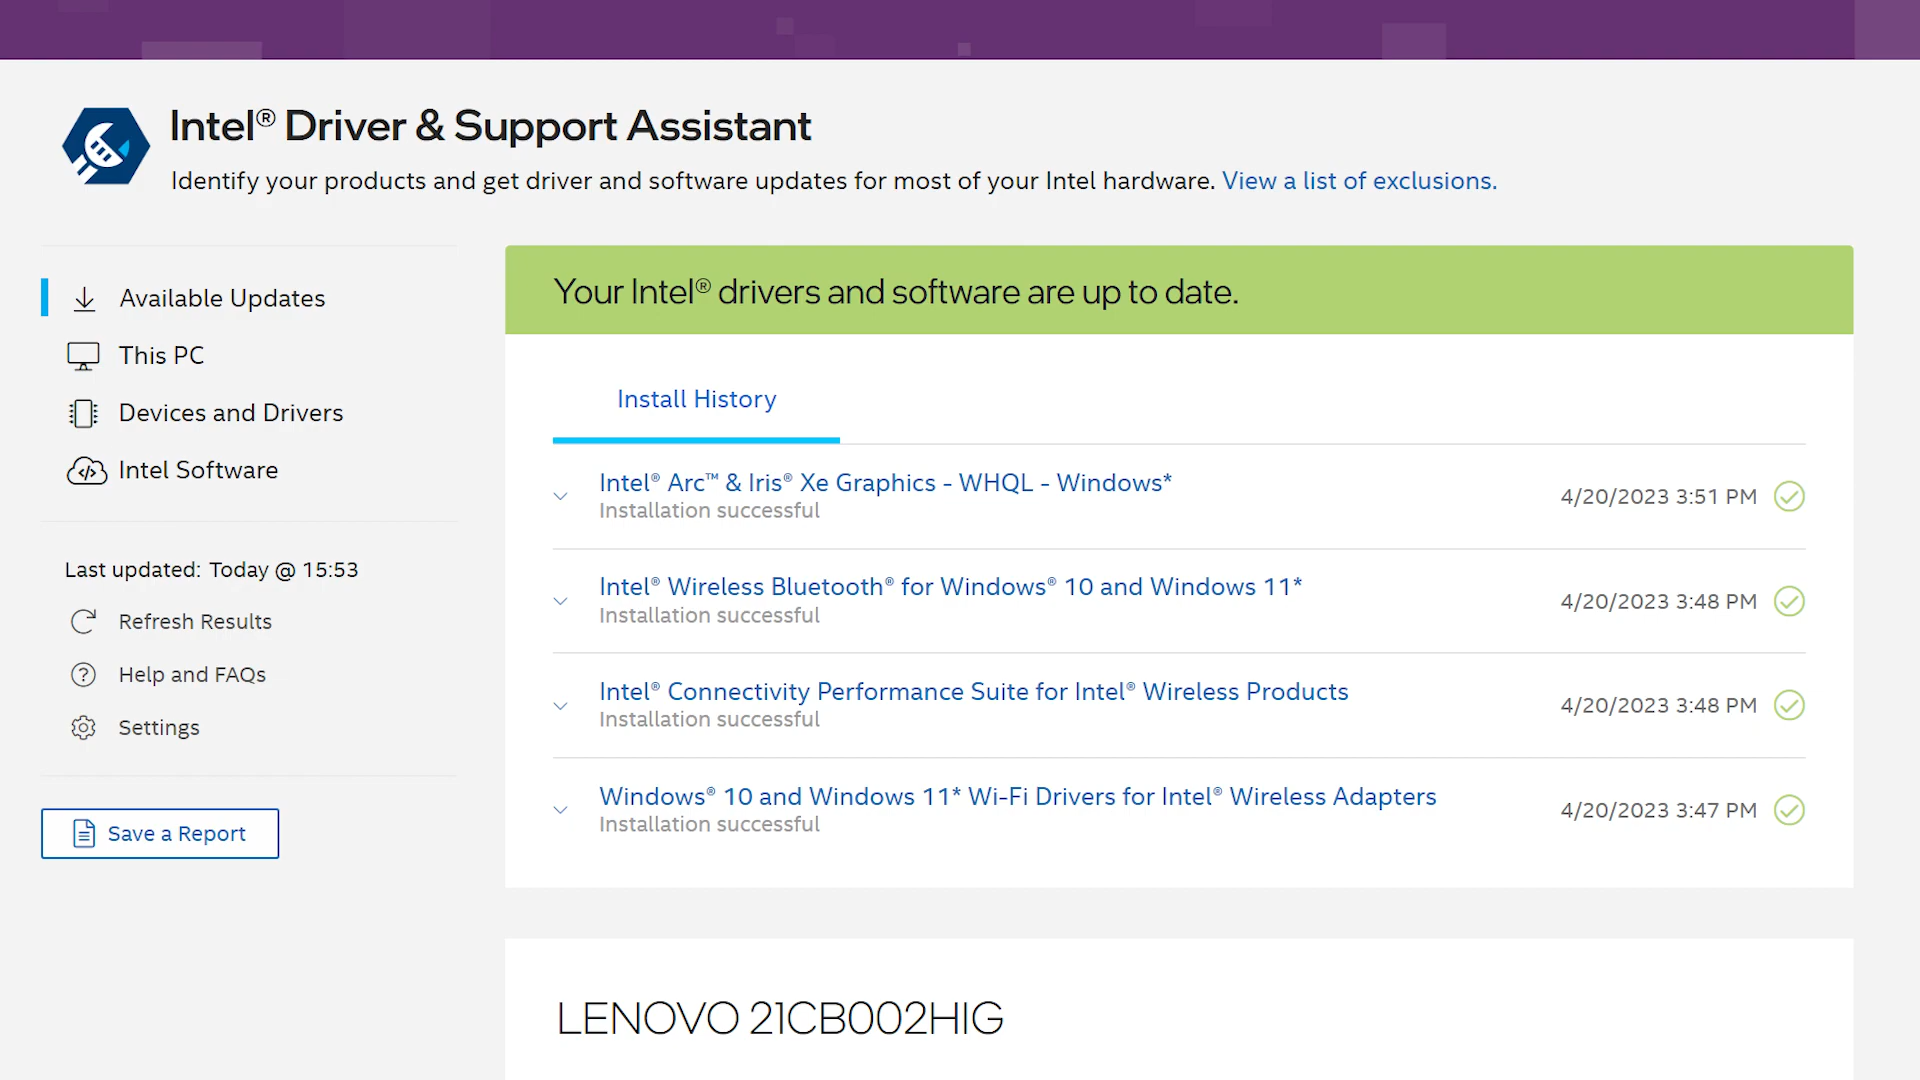 Intel® Driver & Support Assistant
Identify your products and get driver and software updates for most of your Intel hardware. View a list of exclusions.
Available Updates
This PC
Devices and Drivers
Intel Software
Last updated: Today @ 15:53
Refresh Results
Help and FAQs
Settings
Save a Report
Your Intel® drivers and software are up to date.
Install History
Intel® Arc™ & Iris® Xe Graphics - WHQL - Windows*
Installation successful
4/20/2023 3:51 PM
Intel® Wireless Bluetooth® for Windows® 10 and Windows 11*
Installation successful
4/20/2023 3:48 PM
Intel® Connectivity Performance Suite for Intel® Wireless Products
Installation successful
4/20/2023 3:48 PM
Windows® 10 and Windows 11* Wi-Fi Drivers for Intel® Wireless Adapters
Installation successful
4/20/2023 3:47 PM
LENOVO 21CB002HIG